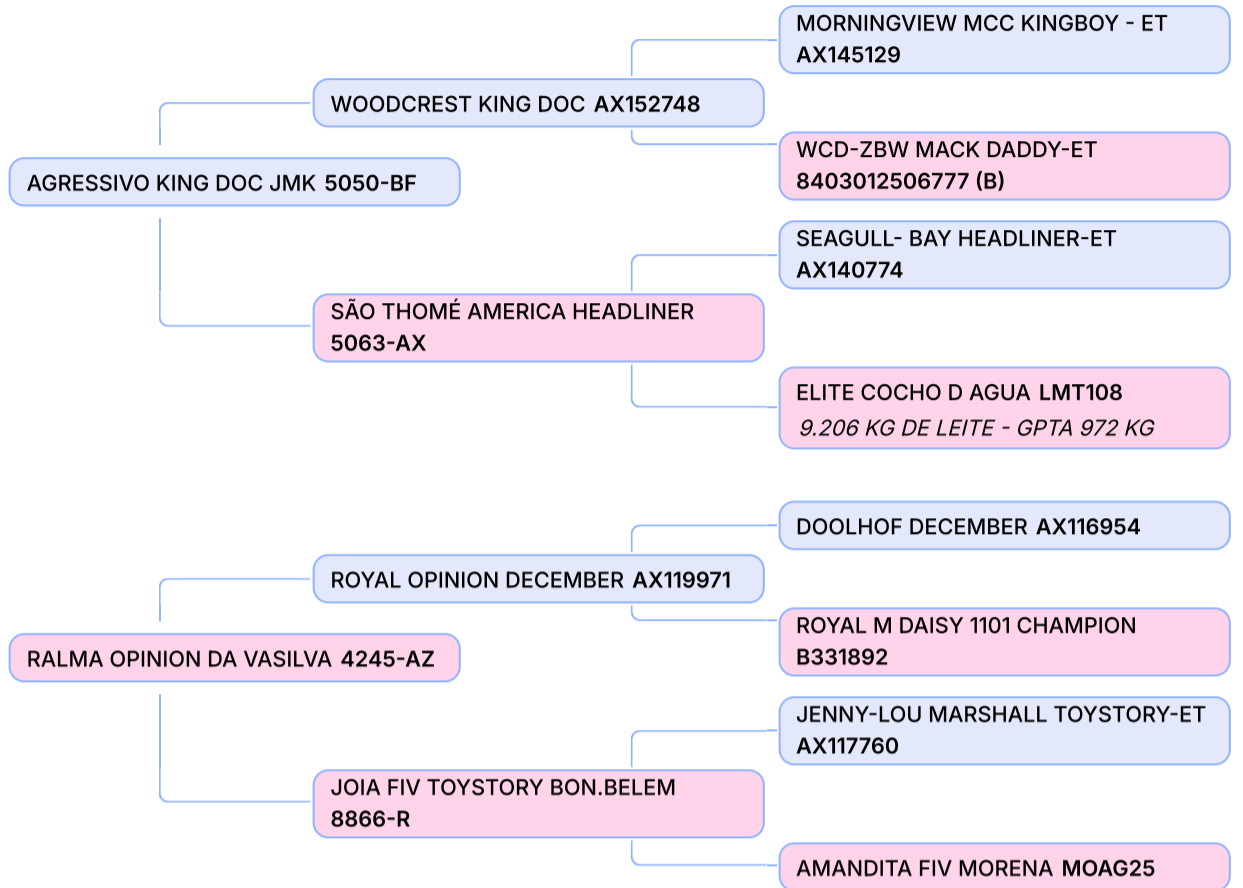 MORNINGVIEW MCC KINGBOY - ET
AX145129
WOODCREST KING DOC AX152748
WCD-ZBW MACK DADDY-ET
8403012506777 (B)
AGRESSIVO KING DOC JMK 5050-BF
SEAGULL- BAY HEADLINER-ET
AX140774
SÃO THOMÉ AMERICA HEADLINER
5063-AX
ELITE COCHO D AGUA LMT108
9.206 KG DE LEITE - GPTA 972 KG
DOOLHOF DECEMBER AX116954
ROYAL OPINION DECEMBER AX119971
ROYAL M DAISY 1101 CHAMPION
B331892
RALMA OPINION DA VASILVA 4245-AZ
JENNY-LOU MARSHALL TOYSTORY-ET
AX117760
JOIA FIV TOYSTORY BON.BELEM
8866-R
AMANDITA FIV MORENA MOAG25